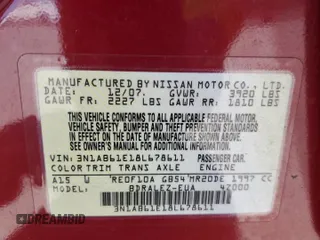 MANUFACTURED BY NISSAN MOTOR CO., LTD.
DATE: 12/07. GVWR: 3920 LBS
GAWR FR: 2227 LBS GAWR RR: 1810 LBS
THIS VEHICLE CONFORMS TO ALL APPLICABLE FEDERAL MOTOR
VEHICLE SAFETY, BUMPER AND THEFT PREVENTION STANDARDS
IN EFFECT ON THE DATE OF MANUFACTURE SHOWN ABOVE.
SEE OWNER'S MANUAL FOR ADDITIONAL INFORMATION
VIN: 3N1AB61E18L678611 PASSENGER CAR.
COLOR TRIM TRANS AXLE ENGINE
A15 W RE0F10A GB54 MR20DE 1997 CC
MODEL: BDRALEZ-EUA 4Z000
3N1AB61E18L678611